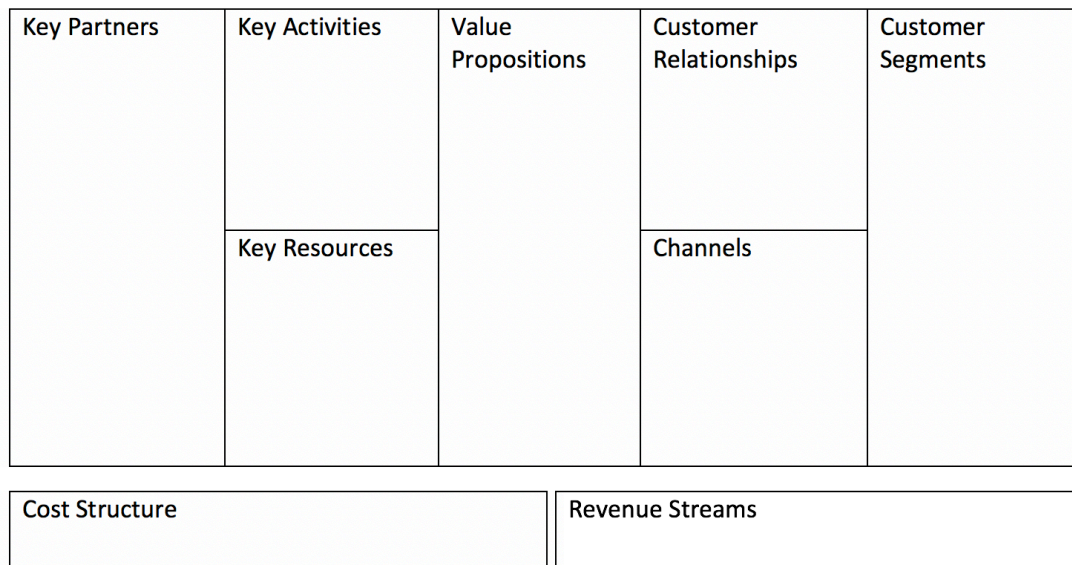 Key Partners
Key Activities
Value
Propositions
Customer
Relationships
Customer
Segments
Key Resources
Channels
Cost Structure
Revenue Streams